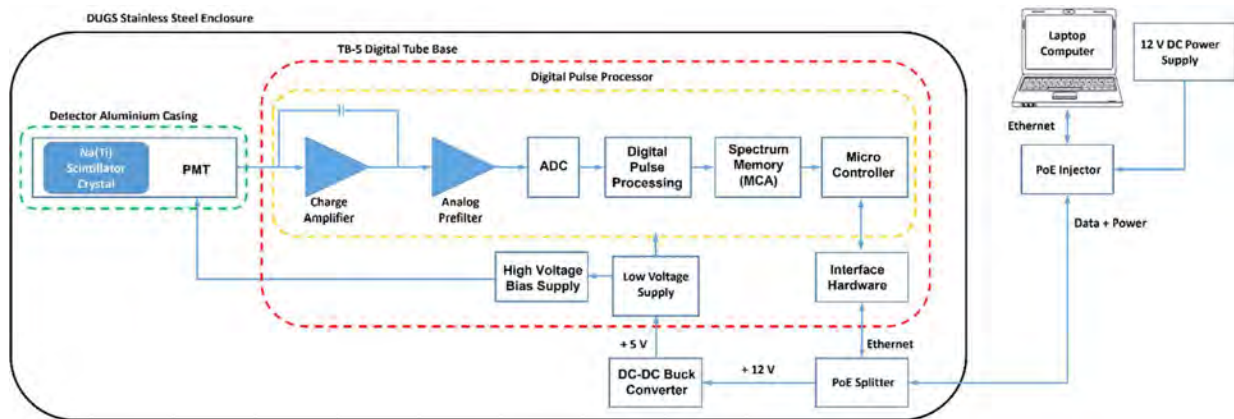 DUGS Stainless Steel Enclosure
TB-5 Digital Tube Base
Digital Pulse Processor
Detector Aluminium Casing
Na(Ti)
Scintillator
Crystal
PMT
Charge
Amplifier
Analog
Prefilter
ADC
Digital
Pulse
Processing
Spectrum
Memory
(MCA)
Micro
Controller
High Voltage
Bias Supply
Low Voltage
Supply
Interface
Hardware
+ 5 V
DC-DC Buck
Converter
+ 12 V
Ethernet
PoE Splitter
Laptop
Computer
12 V DC Power
Supply
Ethernet
PoE Injector
Data + Power